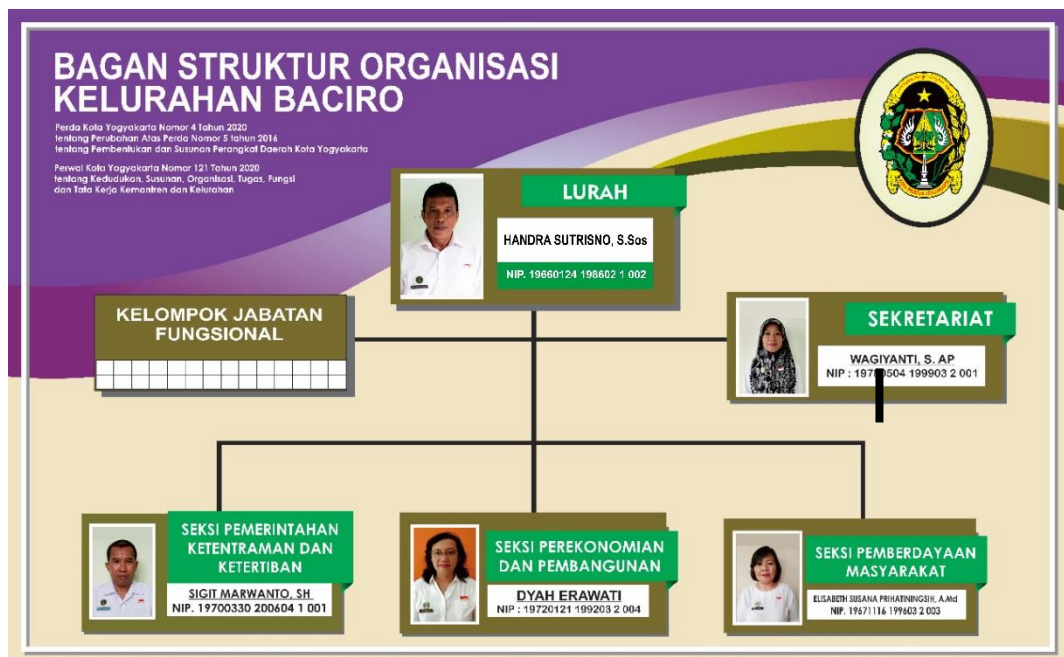 BAGAN STRUKTUR ORGANISASI
KELURAHAN BACIRO
Perda Kota Yogyakarta Nomor 4 Tahun 2020
tentang Perubahan Atas Perda Nomor 5 tahun 2016
tentang Pembentukan dan Susunan Perangkat Daerah Kota Yogyakarta
Perwal Kota Yogyakarta Nomor 121 Tahun 2020
tentang Kedudukan, Susunan, Organisasi, Tugas, Fungsi
dan Tata Kerja Kemantren dan Kelurahan
LURAH
HANDRA SUTRISNO, S.Sos
NIP. 19660124 198602 1 002
KELOMPOK JABATAN
FUNGSIONAL
SEKRETARIAT
WAGIYANTI, S. AP
NIP : 199903 2 001
SEKSI PEMERINTAHAN
KETENTRAMAN DAN
KETERTIBAN
SIGIT MARWANTO, SH
NIP. 19700330 200604 1 001
SEKSI PEREKONOMIAN
DAN PEMBANGUNAN
DYAH ERAWATI
NIP : 19720121 199203 2 004
SEKSI PEMBERDAYAAN
MASYARAKAT
ELISABETH SUSANA PRIHATININGSIH, A.Md
NIP. 19671116 199603 2 003